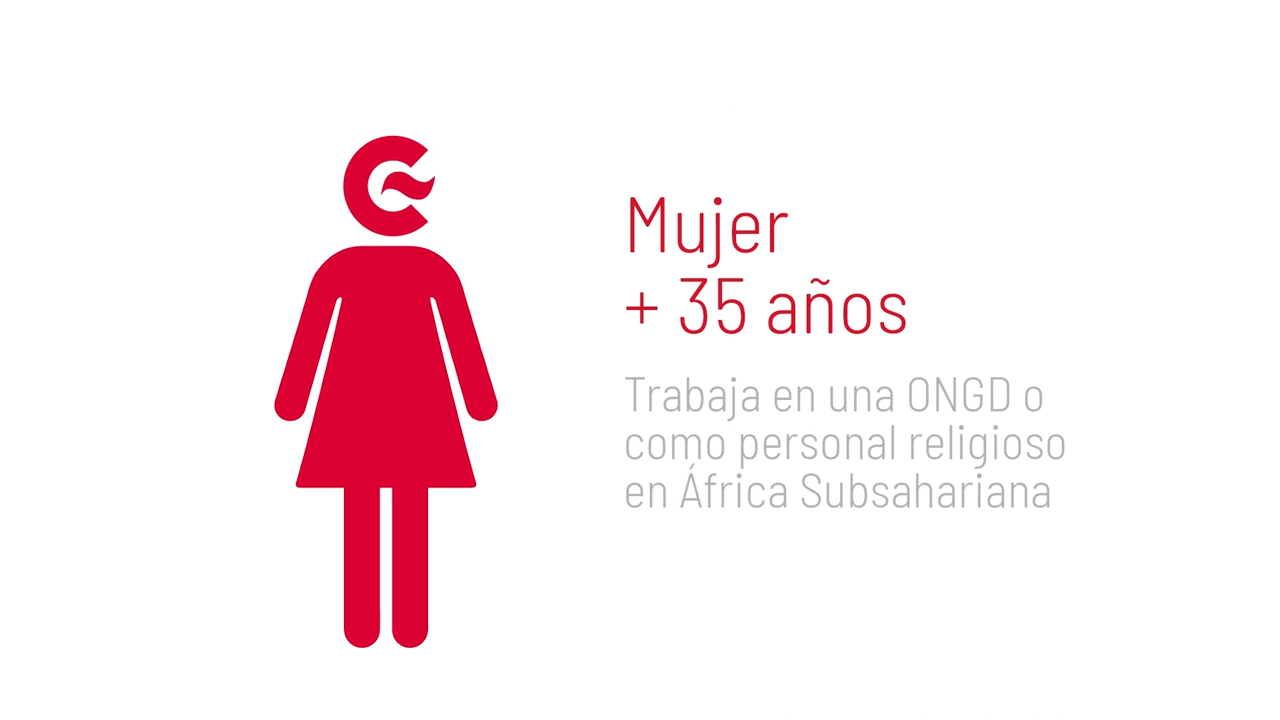 Mujer
+ 35 años
Trabaja en una ONGD o
como personal religioso
en África Subsahariana